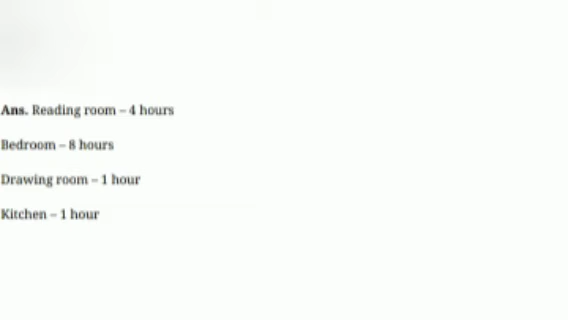 Ans. Reading room – 4 hours
Bedroom – 8 hours
Drawing room – 1 hour
Kitchen – 1 hour